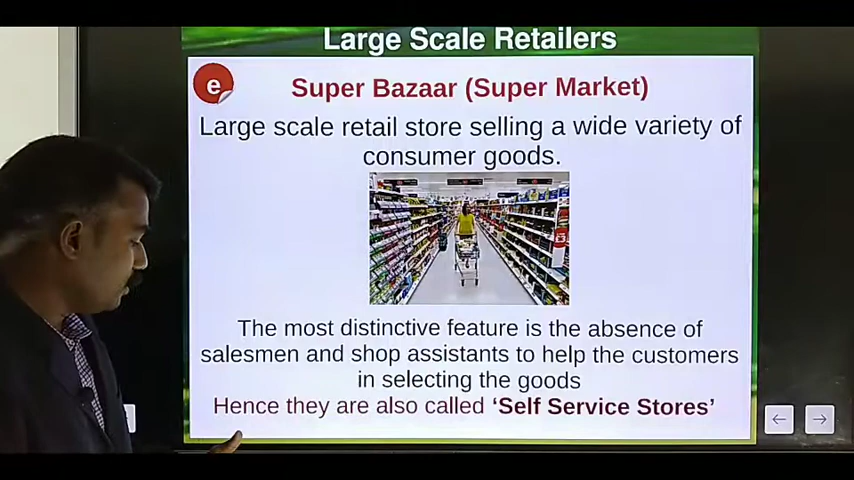 Large Scale Retailers
e
Super Bazaar (Super Market)
Large scale retail store selling a wide variety of
consumer goods.
The most distinctive feature is the absence of
salesmen and shop assistants to help the customers
in selecting the goods
Hence they are also called ‘Self Service Stores’